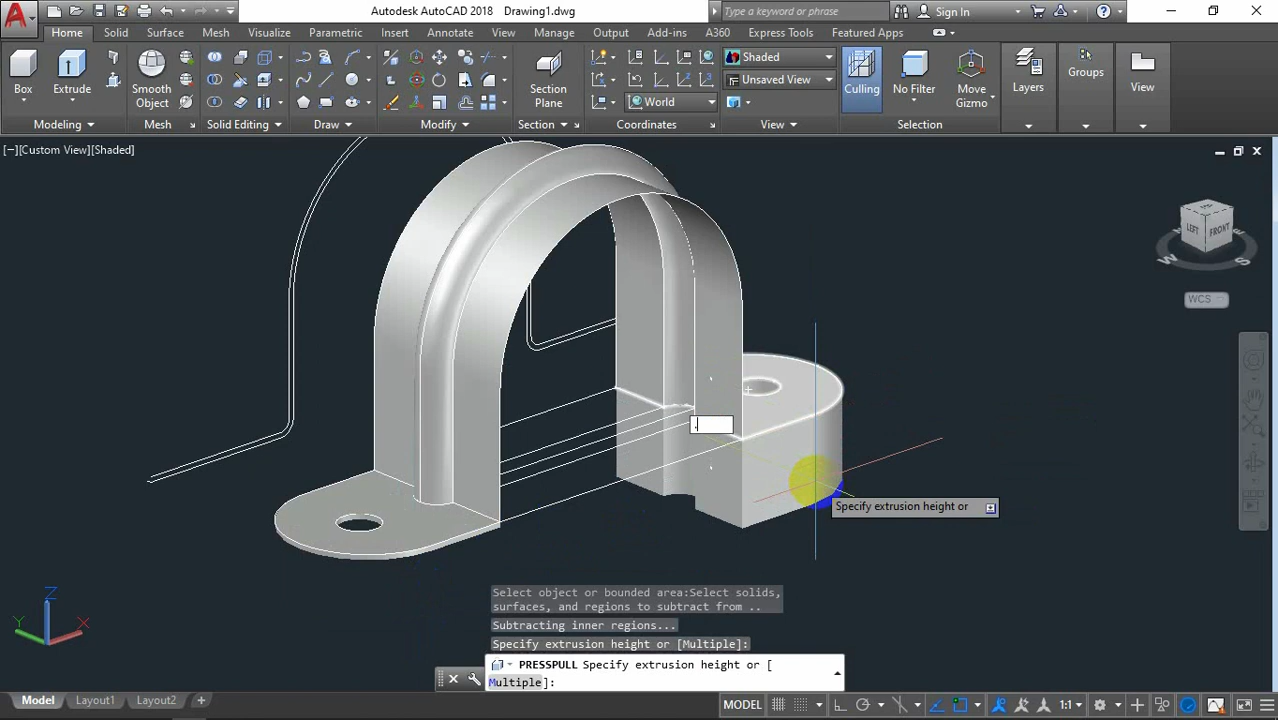 Autodesk AutoCAD 2018 Drawing1.dwg
Type a keyword or phrase
Sign In
Home Solid Surface Mesh Visualize Parametric Insert Annotate View Manage Output Add-ins A360 Express Tools Featured Apps
Shaded
Unsaved View
World
Box
Extrude
Smooth Object
Section Plane
Culling
No Filter
Move Gizmo
Layers
Groups
View
Modeling
Mesh
Solid Editing
Draw
Modify
Section
Coordinates
View
Selection
[−][Custom View][Shaded]
TOP
LEFT FRONT
W S
WCS
.
Specify extrusion height or
Z
Y X
Select object or bounded area:Select solids,
surfaces, and regions to subtract from ..
Subtracting inner regions...
Specify extrusion height or [Multiple]:
PRESSPULL Specify extrusion height or [
Multiple]:
Model Layout1 Layout2 +
MODEL
1:1